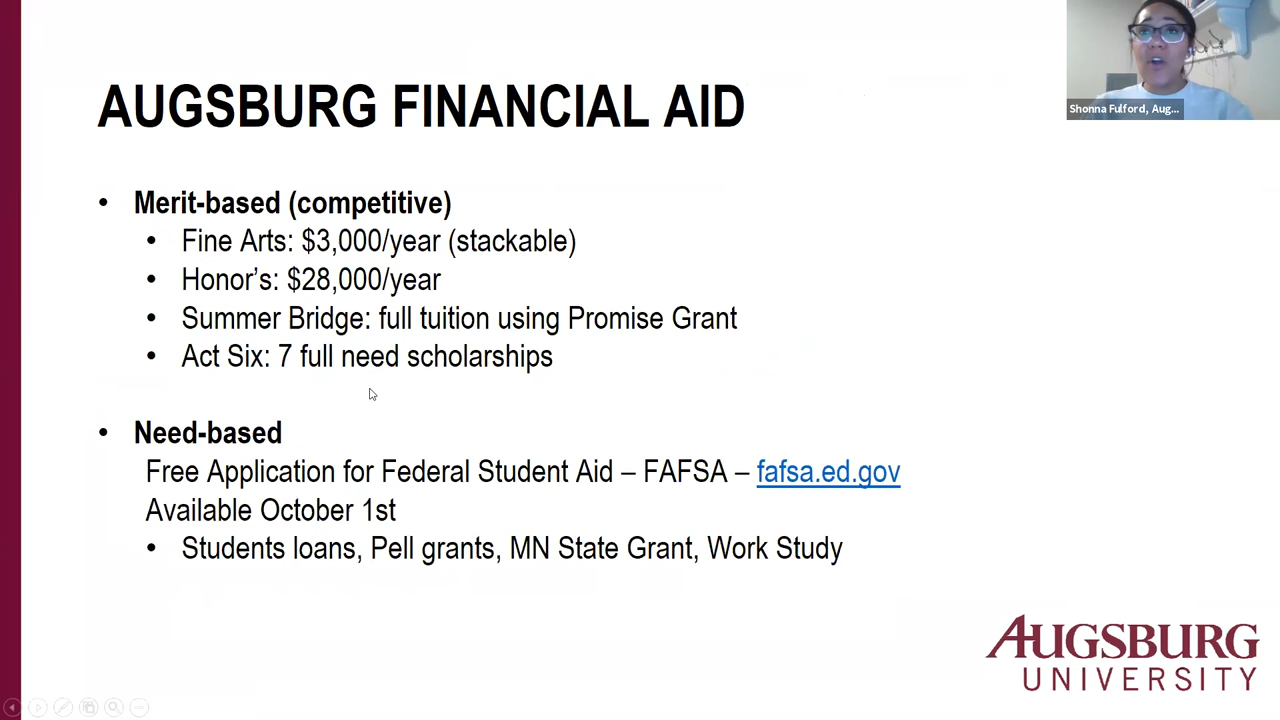 Shonna Fulford, Aug...
AUGSBURG FINANCIAL AID
• Merit-based (competitive)
• Fine Arts: $3,000/year (stackable)
• Honor's: $28,000/year
• Summer Bridge: full tuition using Promise Grant
• Act Six: 7 full need scholarships
• Need-based
Free Application for Federal Student Aid – FAFSA – fafsa.ed.gov
Available October 1st
• Students loans, Pell grants, MN State Grant, Work Study
AUGSBURG
UNIVERSITY